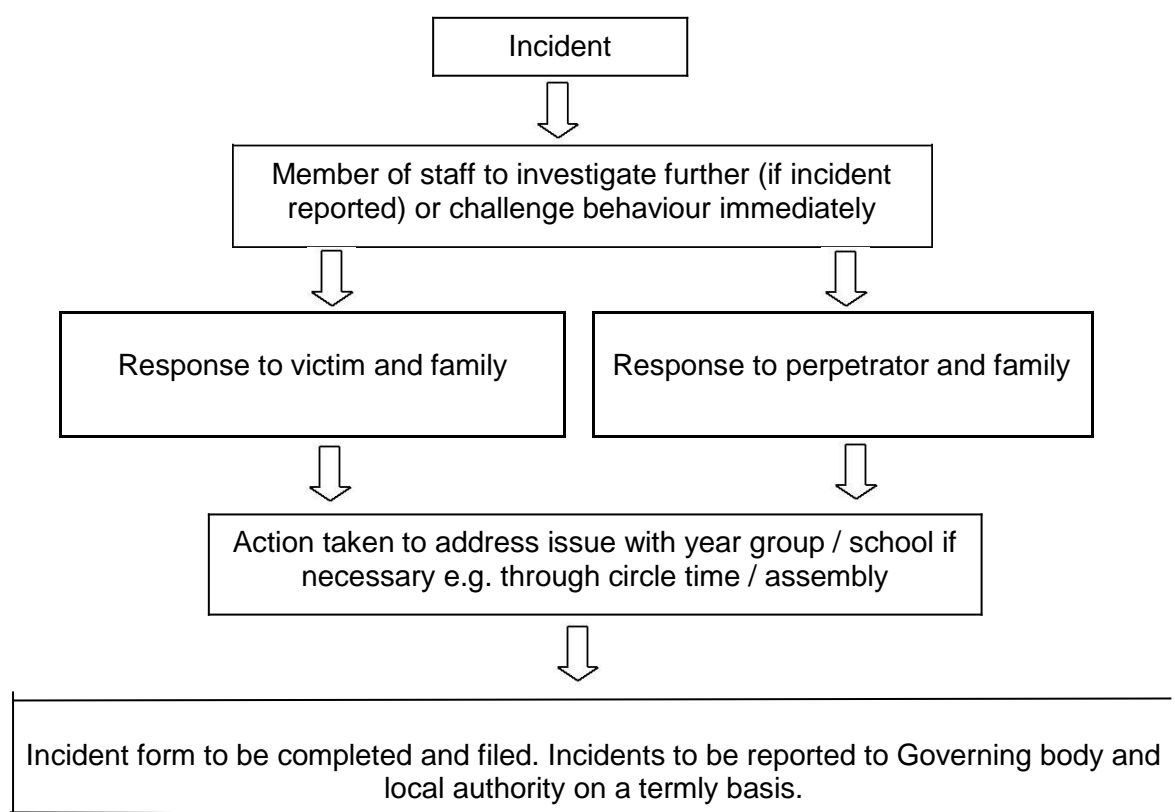 Incident
Member of staff to investigate further (if incident
reported) or challenge behaviour immediately
Response to victim and family
Response to perpetrator and family
Action taken to address issue with year group / school if
necessary e.g. through circle time / assembly
Incident form to be completed and filed. Incidents to be reported to Governing body and
local authority on a termly basis.